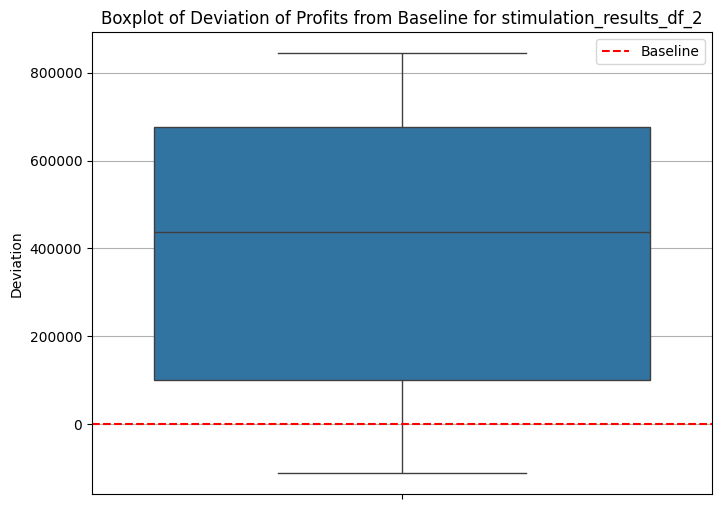 Boxplot of Deviation of Profits from Baseline for stimulation_results_df_2
Baseline
800000
600000
400000
200000
0
Deviation